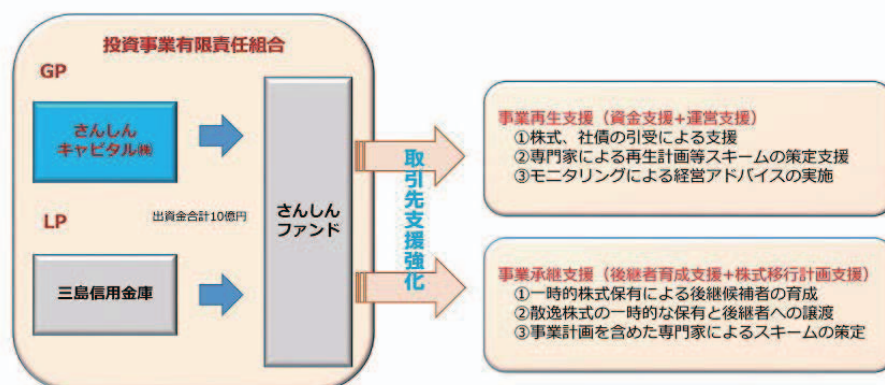 投資事業有限責任組合
GP
さんしん
キャピタル㈱
LP
出資金合計10億円
三島信用金庫
さんしん
ファンド
取引先支援強化
事業再生支援（資金支援+運営支援）
①株式、社債の引受による支援
②専門家による再生計画等スキームの策定支援
③モニタリングによる経営アドバイスの実施
事業承継支援（後継者育成支援+株式移行計画支援）
①一時的株式保有による後継候補者の育成
②散逸株式の一時的な保有と後継者への譲渡
③事業計画を含めた専門家によるスキームの策定